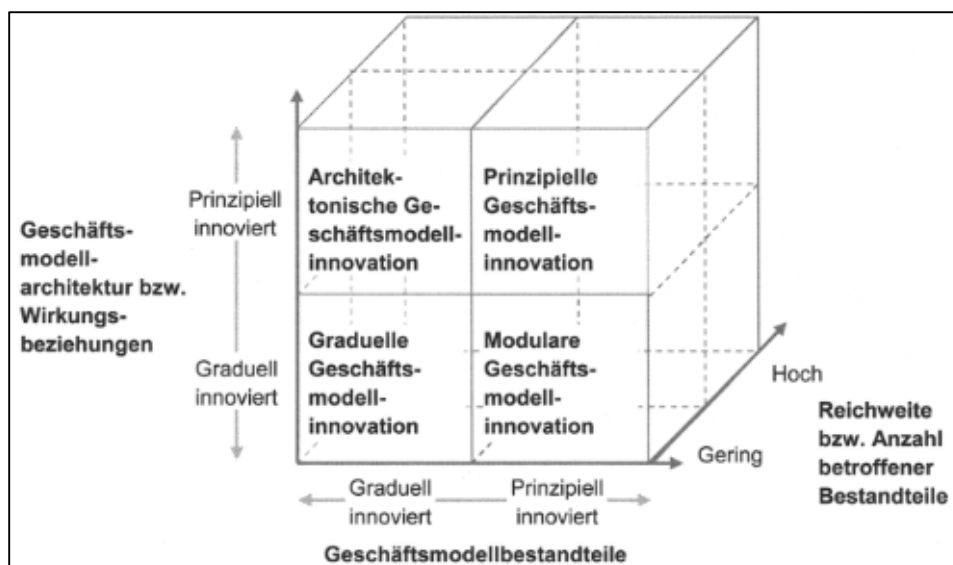 Geschäfts-
modell-
architektur bzw.
Wirkungs-
beziehungen
Prinzipiell
innoviert
Graduell
innoviert
Architek-
tonische Ge-
schäftsmodell-
innovation
Prinzipielle
Geschäfts-
modell-
innovation
Graduelle
Geschäfts-
modell-
innovation
Modulare
Geschäfts-
modell-
innovation
Hoch
Gering
Reichweite
bzw. Anzahl
betroffener
Bestandteile
Graduell
innoviert
Prinzipiell
innoviert
Geschäftsmodellbestandteile